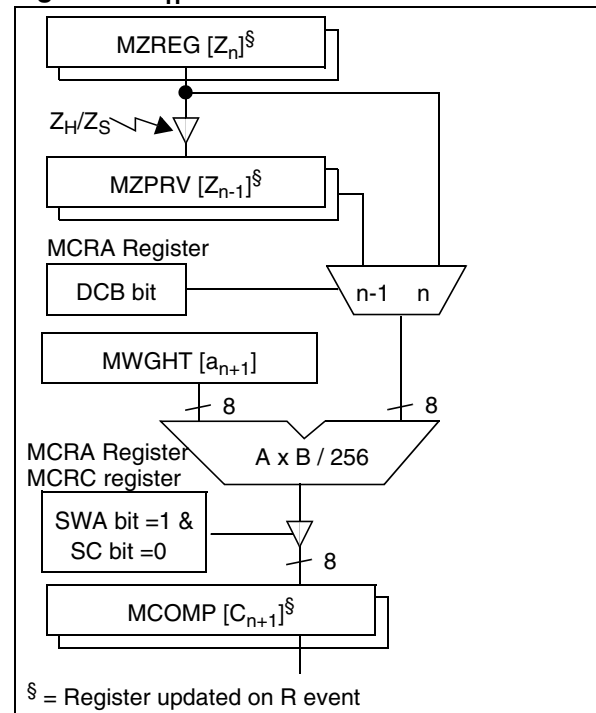 MZREG [Zn]§
ZH/ZS
MZPRV [Zn-1]§
MCRA Register
DCB bit
n-1 n
MWGHT [an+1]
8 8
A x B / 256
MCRA Register
MCRC register
SWA bit =1 &
SC bit =0
8
MCOMP [Cn+1]§
§ = Register updated on R event